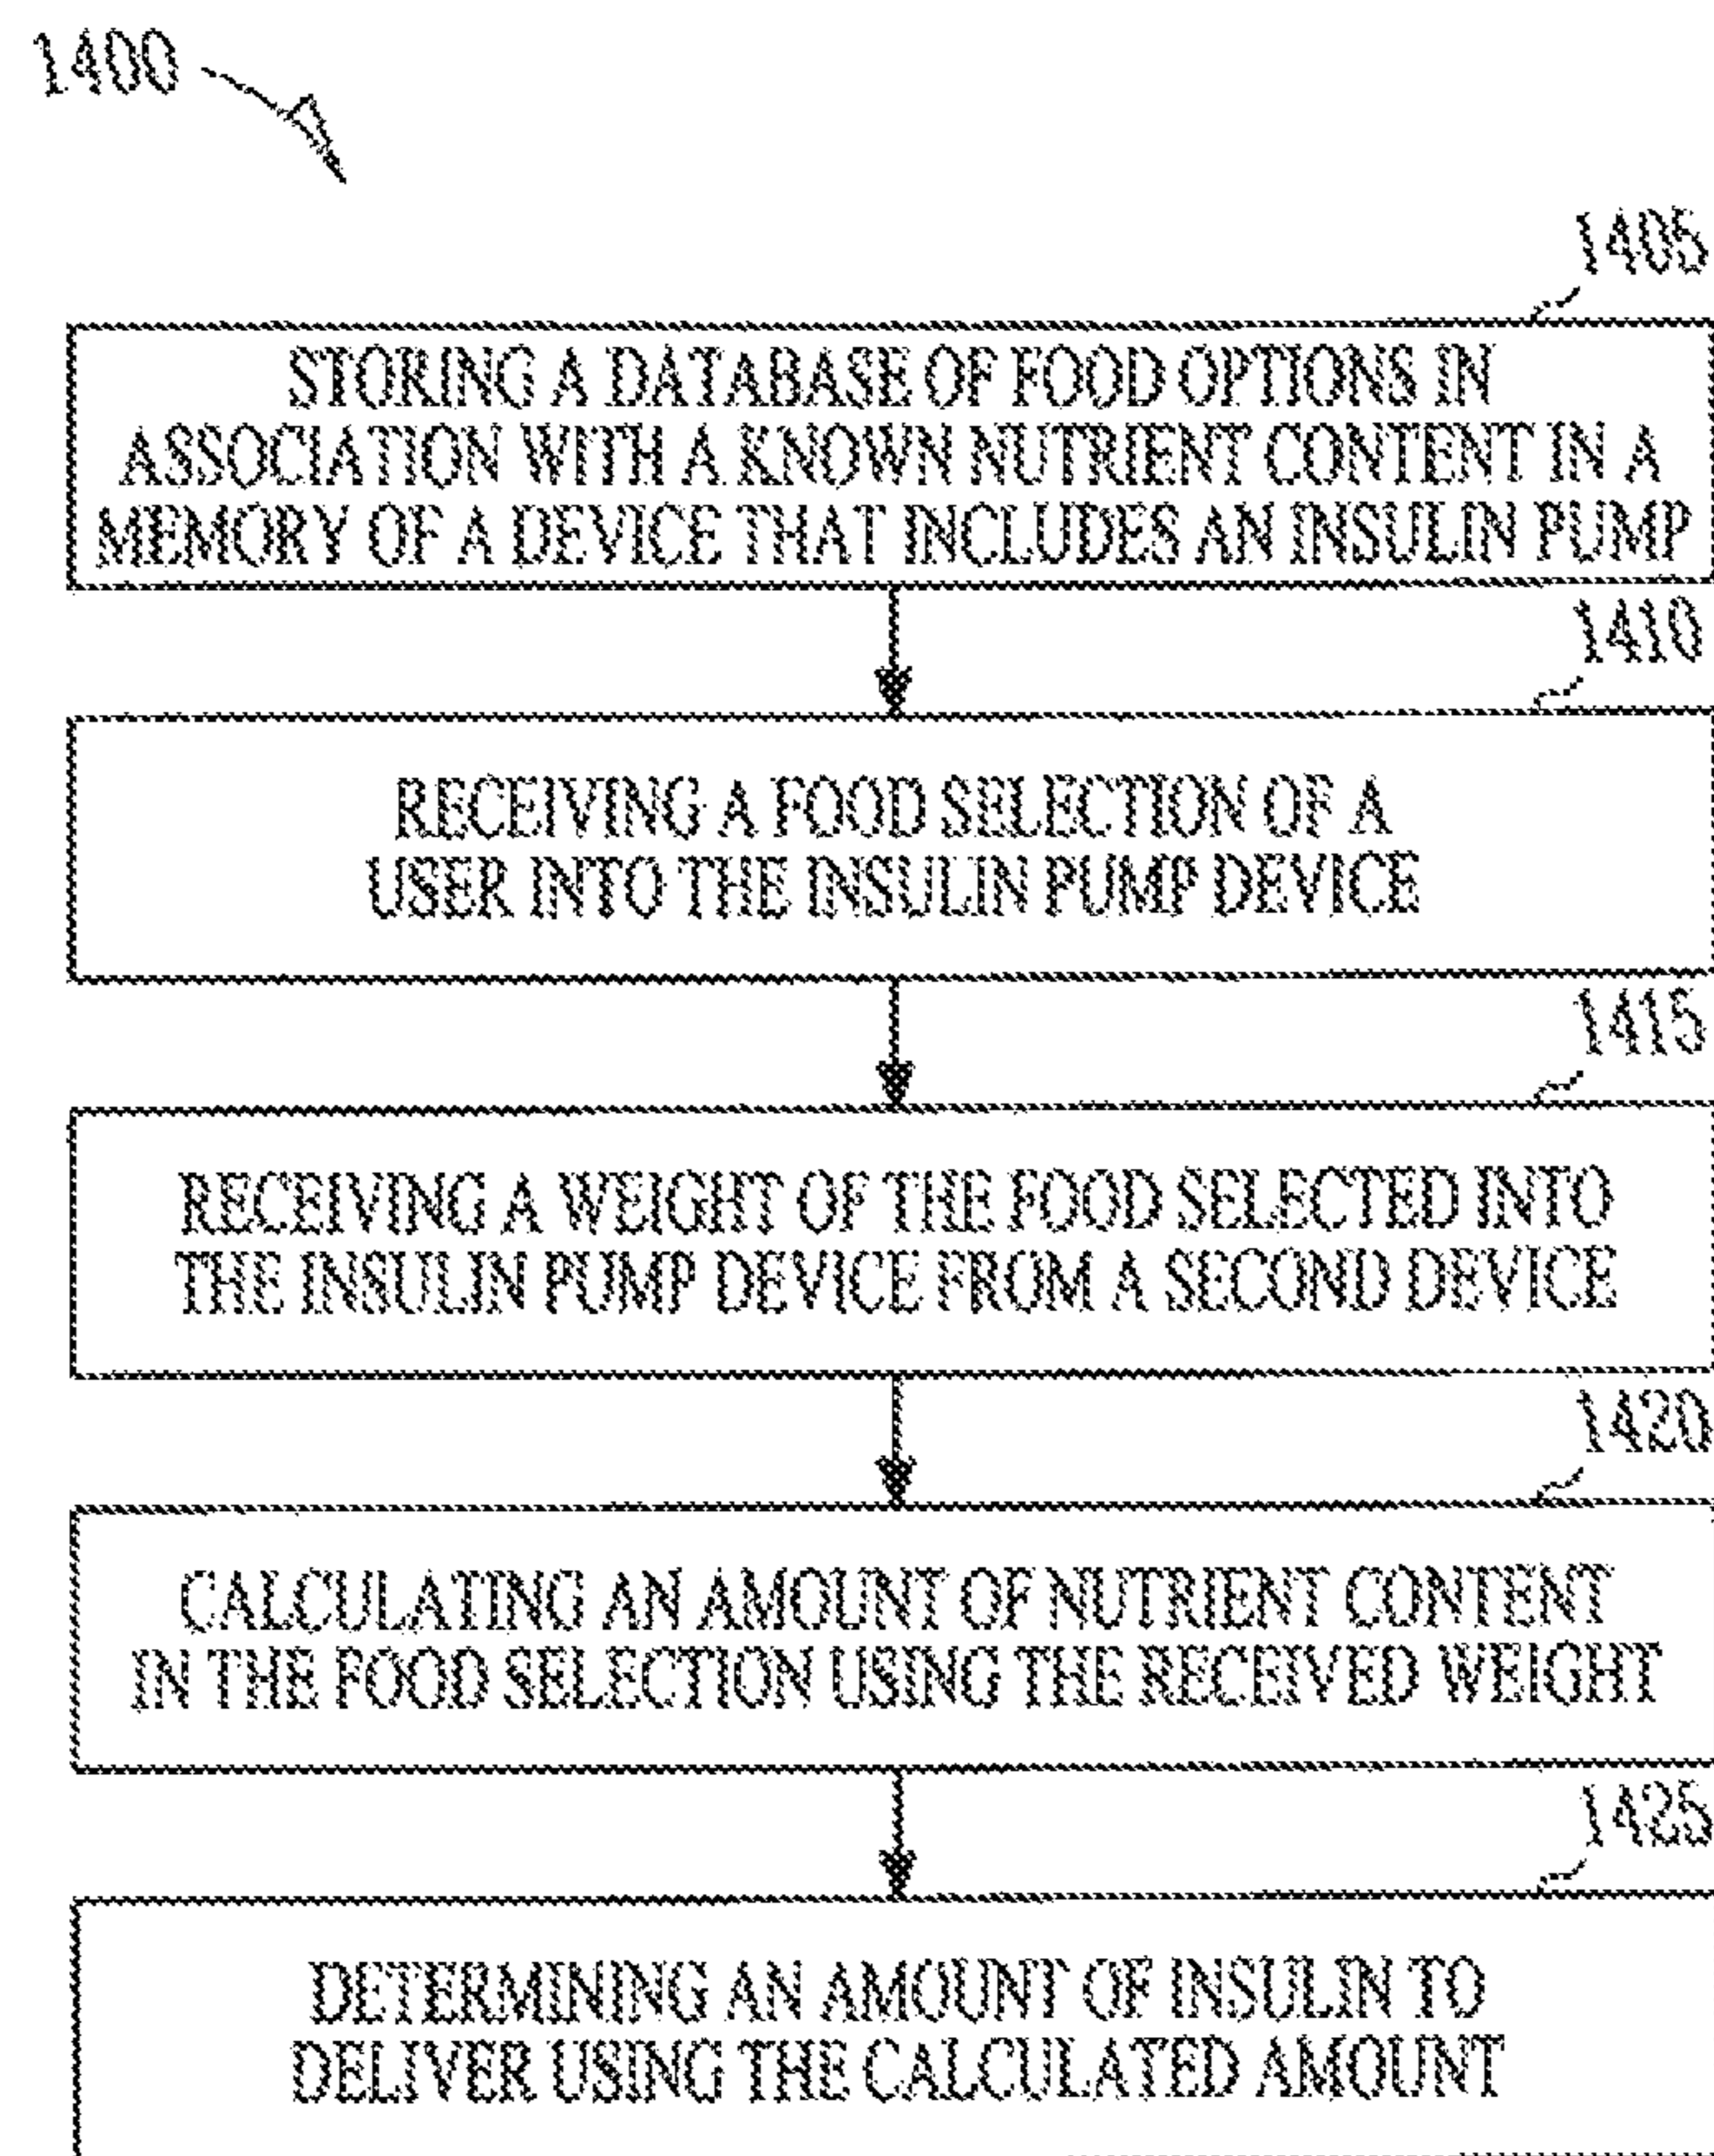 1400
1405
STORING A DATABASE OF FOOD OPTIONS IN
ASSOCIATION WITH A KNOWN NUTRIENT CONTENT IN A
MEMORY OF A DEVICE THAT INCLUDES AN INSULIN PUMP
1410
RECEIVING A FOOD SELECTION OF A
USER INTO THE INSULIN PUMP DEVICE
1415
RECEIVING A WEIGHT OF THE FOOD SELECTED INTO
THE INSULIN PUMP DEVICE FROM A SECOND DEVICE
1420
CALCULATING AN AMOUNT OF NUTRIENT CONTENT
IN THE FOOD SELECTION USING THE RECEIVED WEIGHT
1425
DETERMINING AN AMOUNT OF INSULIN TO
DELIVER USING THE CALCULATED AMOUNT